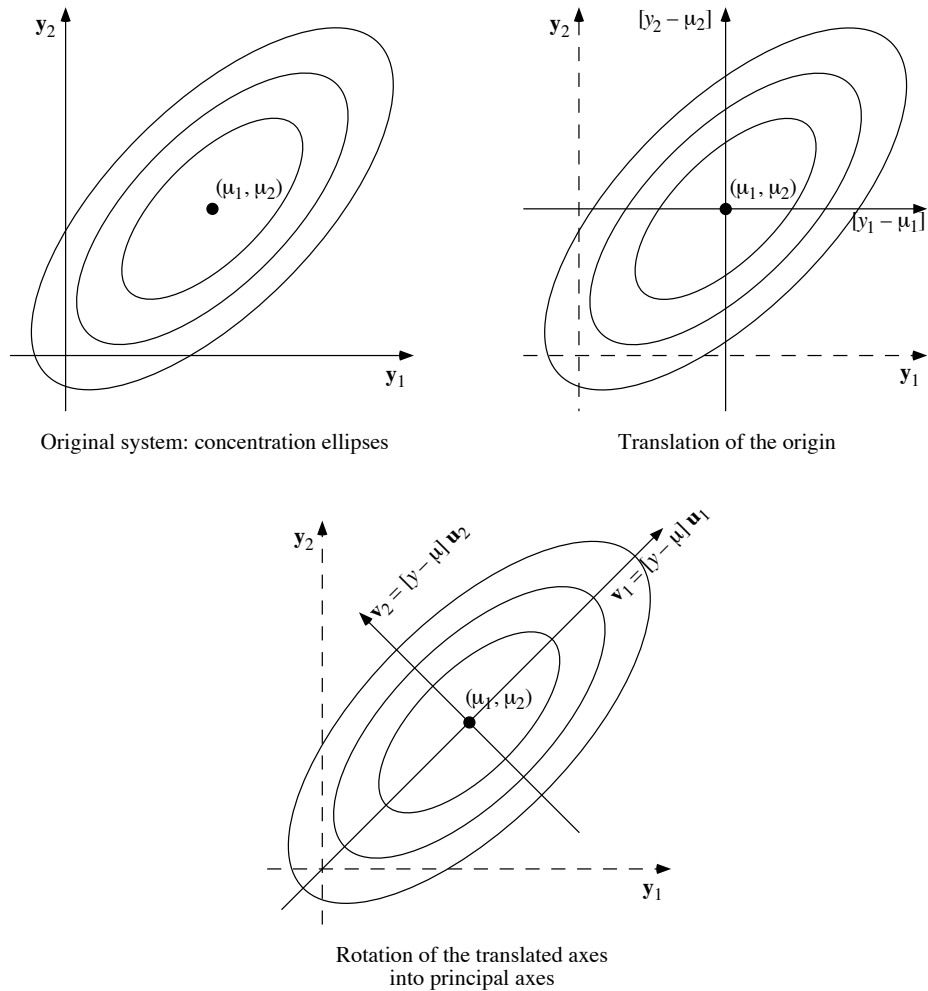 y₂
(μ₁, μ₂)
y₁
Original system: concentration ellipses
y₂
[y₂ – μ₂]
(μ₁, μ₂)
[y₁ – μ₁]
y₁
Translation of the origin
y₂
v₂ = [y – μ] u₂
v₁ = [y – μ] u₁
(μ₁, μ₂)
y₁
Rotation of the translated axes
into principal axes